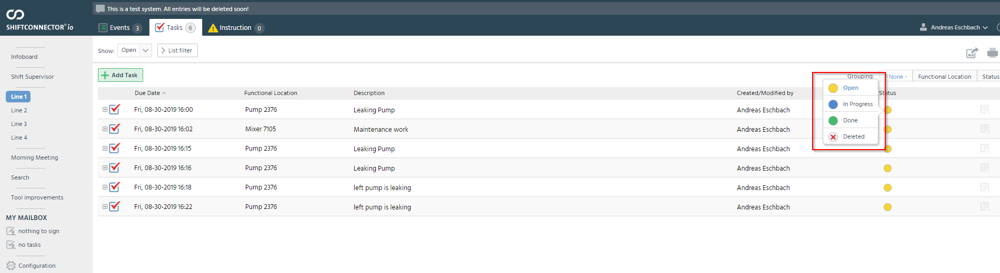 This is a test system. All entries will be deleted soon!
SHIFTCONNECTOR® io
Events 3
Tasks 6
Instruction 0
Andreas Eschbach
Infoboard
Shift Supervisor
Line 1
Line 2
Line 3
Line 4
Morning Meeting
Search
Tool improvements
MY MAILBOX
nothing to sign
no tasks
Configuration
Show: Open List filter
XLS
Add Task
Grouping: - None - Functional Location Status
Due Date Functional Location Description Created/Modified by Status
Fri, 08-30-2019 16:00 Pump 2376 Leaking Pump Andreas Eschbach
Fri, 08-30-2019 16:02 Mixer 7105 Maintenance work Andreas Eschbach
Fri, 08-30-2019 16:15 Pump 2376 Leaking Pump Andreas Eschbach
Fri, 08-30-2019 16:16 Pump 2376 Leaking Pump Andreas Eschbach
Fri, 08-30-2019 16:18 Pump 2376 left pump is leaking Andreas Eschbach
Fri, 08-30-2019 16:22 Pump 2376 left pump is leaking Andreas Eschbach
Open
In Progress
Done
Deleted